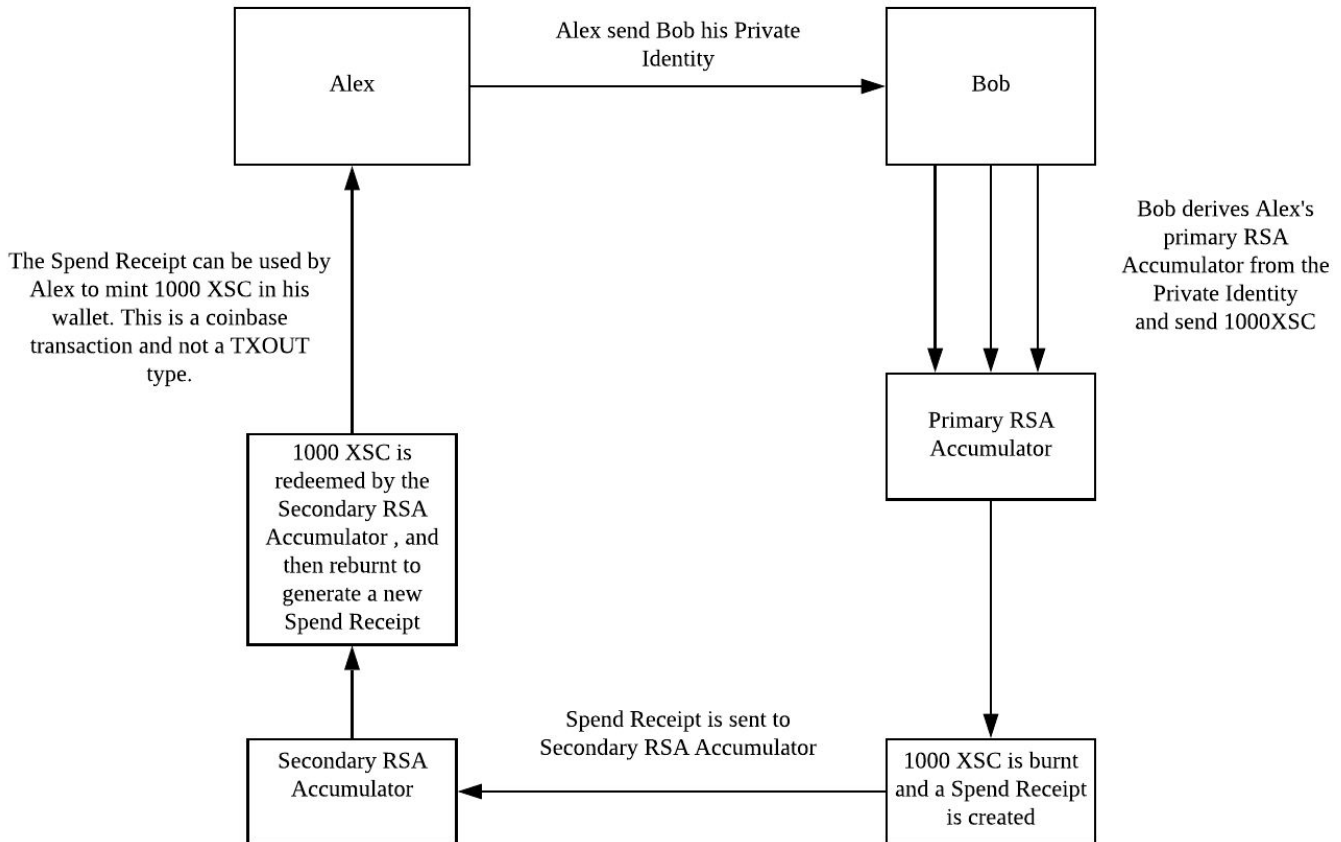 Alex send Bob his Private
Identity
Alex
Bob
Bob derives Alex's
primary RSA
Accumulator from the
Private Identity
and send 1000XSC
The Spend Receipt can be used by
Alex to mint 1000 XSC in his
wallet. This is a coinbase
transaction and not a TXOUT
type.
Primary RSA
Accumulator
1000 XSC is
redeemed by the
Secondary RSA
Accumulator , and
then reburnt to
generate a new
Spend Receipt
Spend Receipt is sent to
Secondary RSA Accumulator
Secondary RSA
Accumulator
1000 XSC is burnt
and a Spend Receipt
is created